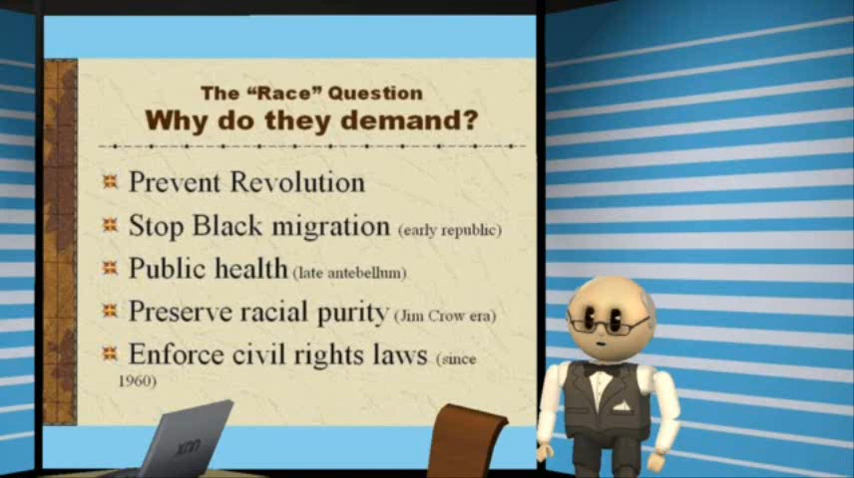 The “Race” Question
Why do they demand?
Prevent Revolution
Stop Black migration (early republic)
Public health (late antebellum)
Preserve racial purity (Jim Crow era)
Enforce civil rights laws (since
1960)